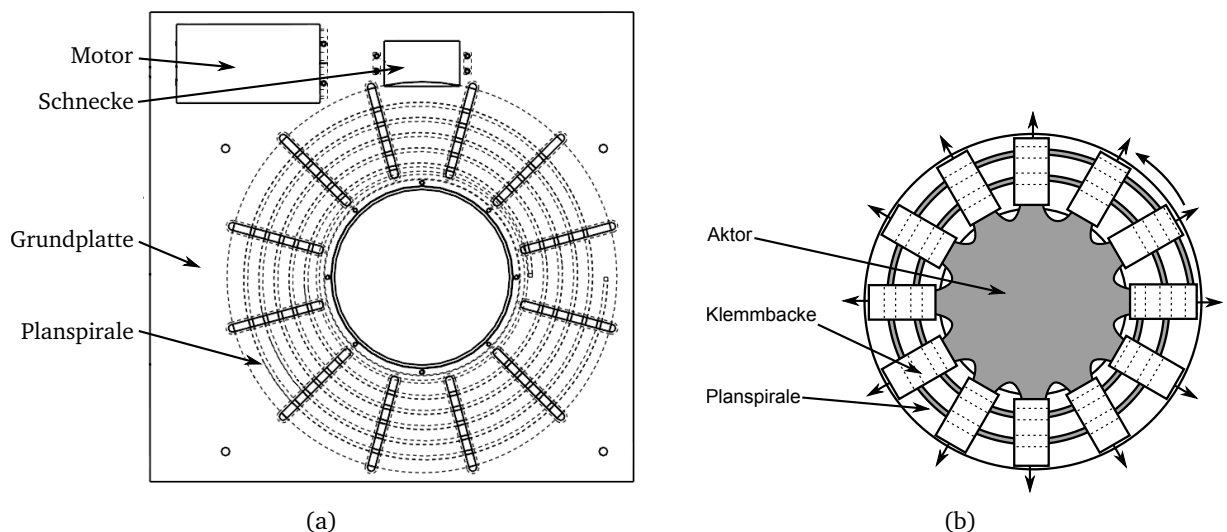 Motor
Schnecke
Grundplatte
Planspirale
(a)
Aktor
Klemmbacke
Planspirale
(b)